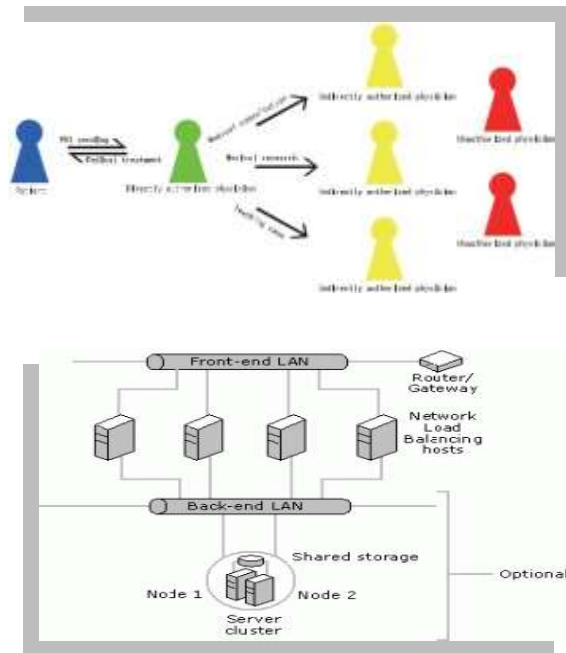 Indirectly authorized physician
Medical consultation
PHI sending
Unauthorized physician
Medical treatment
Medical research
Patient
Directly authorized physician
Indirectly authorized physician
Teaching case
Unauthorized physician
Indirectly authorized physician
Front-end LAN
Router/
Gateway
Network
Load
Balancing
hosts
Back-end LAN
Shared storage
Optional
Node 1
Node 2
Server
cluster